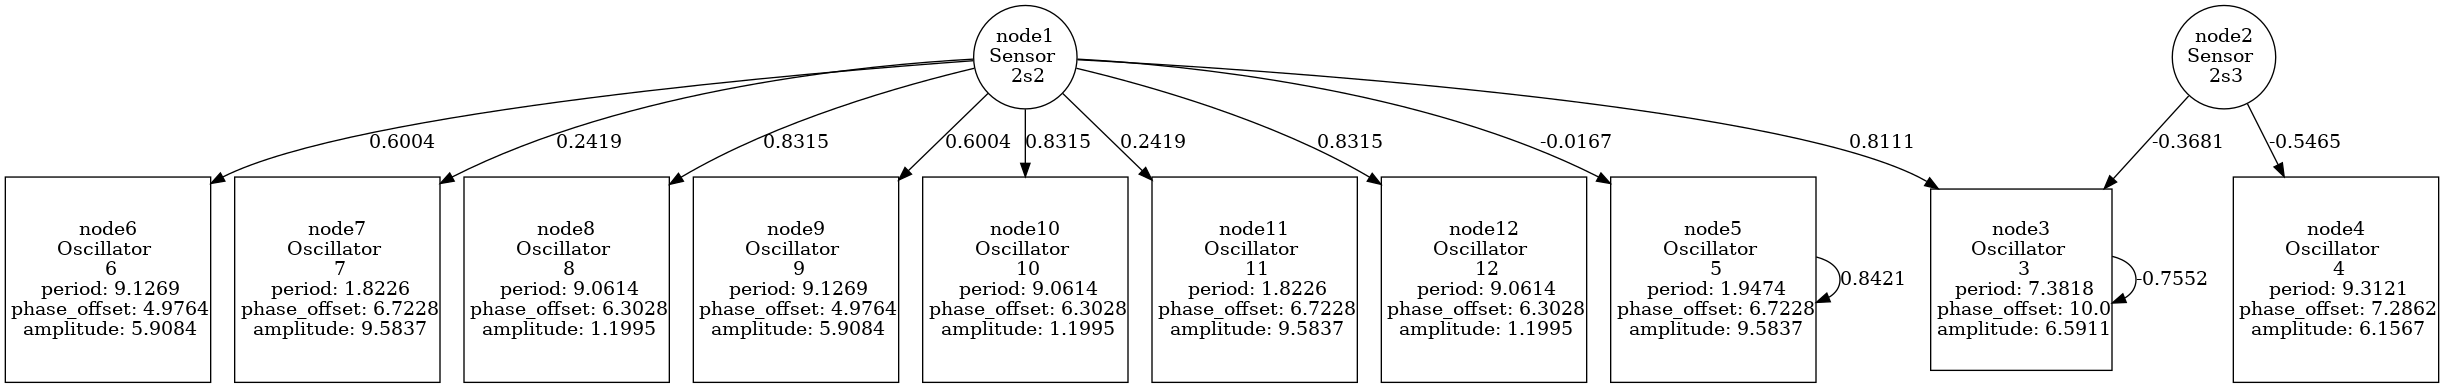 node1
Sensor
2s2
node2
Sensor
2s3
0.6004
0.2419
0.8315
0.6004
0.8315
0.2419
0.8315
-0.0167
0.8111
-0.3681
-0.5465
node6
Oscillator
6
period: 9.1269
phase_offset: 4.9764
amplitude: 5.9084
node7
Oscillator
7
period: 1.8226
phase_offset: 6.7228
amplitude: 9.5837
node8
Oscillator
8
period: 9.0614
phase_offset: 6.3028
amplitude: 1.1995
node9
Oscillator
9
period: 9.1269
phase_offset: 4.9764
amplitude: 5.9084
node10
Oscillator
10
period: 9.0614
phase_offset: 6.3028
amplitude: 1.1995
node11
Oscillator
11
period: 1.8226
phase_offset: 6.7228
amplitude: 9.5837
node12
Oscillator
12
period: 9.0614
phase_offset: 6.3028
amplitude: 1.1995
node5
Oscillator
5
period: 1.9474
phase_offset: 6.7228
amplitude: 9.5837
0.8421
node3
Oscillator
3
period: 7.3818
phase_offset: 10.0
amplitude: 6.5911
-0.7552
node4
Oscillator
4
period: 9.3121
phase_offset: 7.2862
amplitude: 6.1567